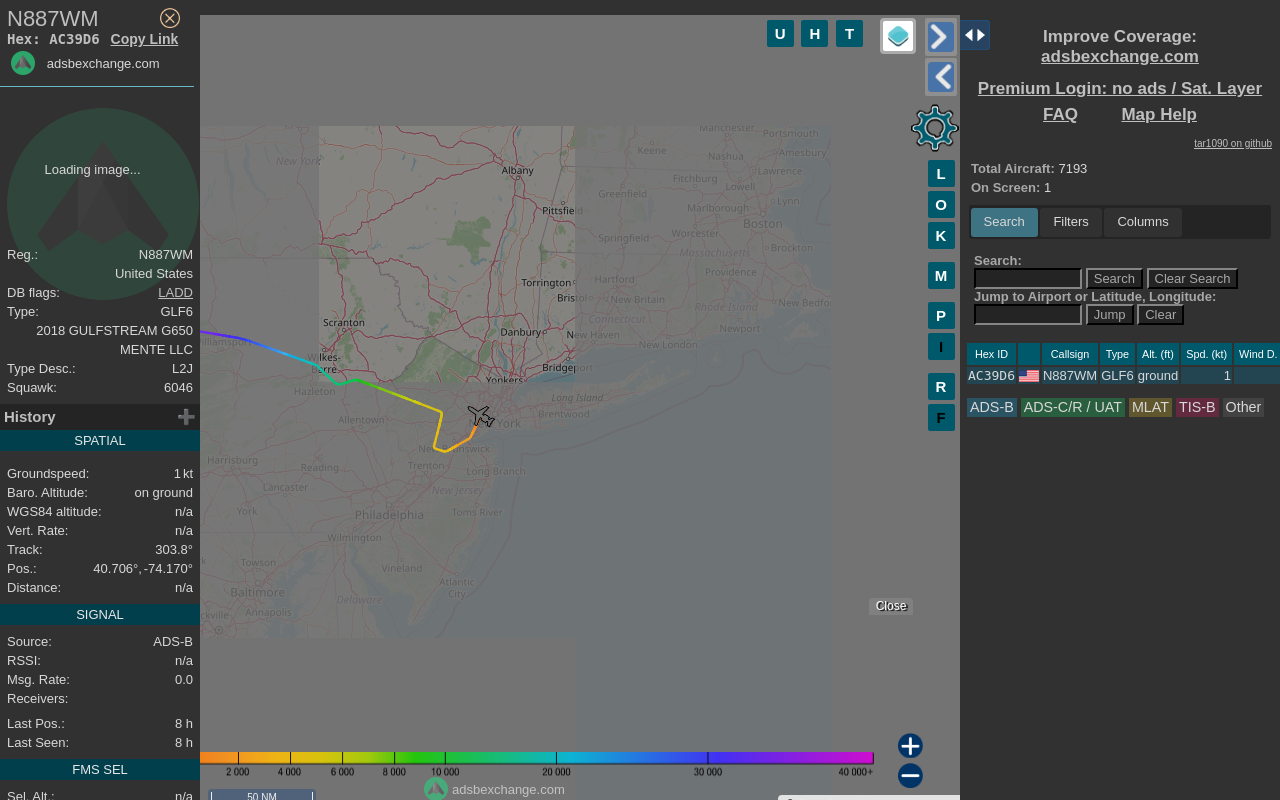 N887WM
Hex: AC39D6 Copy Link
adsbexchange.com
Loading image...
Reg.: N887WM
United States
DB flags: LADD
Type: GLF6
2018 GULFSTREAM G650
MENTE LLC
Type Desc.: L2J
Squawk: 6046
History
SPATIAL
Groundspeed: 1 kt
Baro. Altitude: on ground
WGS84 altitude: n/a
Vert. Rate: n/a
Track: 303.8°
Pos.: 40.706°, -74.170°
Distance: n/a
SIGNAL
Source: ADS-B
RSSI: n/a
Msg. Rate: 0.0
Receivers:
Last Pos.: 8 h
Last Seen: 8 h
FMS SEL
Sel. Alt.: n/a
U H T
L
O
K
M
P
I
R
F
Manchester
Portsmouth
Keene
Nashua
Amesbury
New York
Albany
Fitchburg
Lowell
Lawrence
Lynn
Greenfield
Marlborough
Pittsfield
Boston
Springfield
Worcester
Massachusetts
Brockton
Hartford
Providence
Torrington
Bristol
New Britain
Rhode Island
New Bedfo
Scranton
Connecticut
Danbury
New Haven
Newport
Williamspor
Wilkes-
Barre
New London
Bridgeport
Yonkers
Hazleton
Long Island
Allentown
Brentwood
York
New Brunswick
Harrisburg
Reading
Trenton
Long Branch
Lancaster
New Jersey
York
Philadelphia
Toms River
Wilmington
Towson
Vineland
Atlantic
City
Baltimore
Delaware
Annapolis
ckville
Close
2 000 4 000 6 000 8 000 10 000 20 000 30 000 40 000+
adsbexchange.com
50 NM
Improve Coverage:
adsbexchange.com
Premium Login: no ads / Sat. Layer
FAQ Map Help
tar1090 on github
Total Aircraft: 7193
On Screen: 1
Search Filters Columns
Search:
Search Clear Search
Jump to Airport or Latitude, Longitude:
Jump Clear
Hex ID Callsign Type Alt. (ft) Spd. (kt) Wind D.
AC39D6 N887WM GLF6 ground 1
ADS-B ADS-C/R / UAT MLAT TIS-B Other